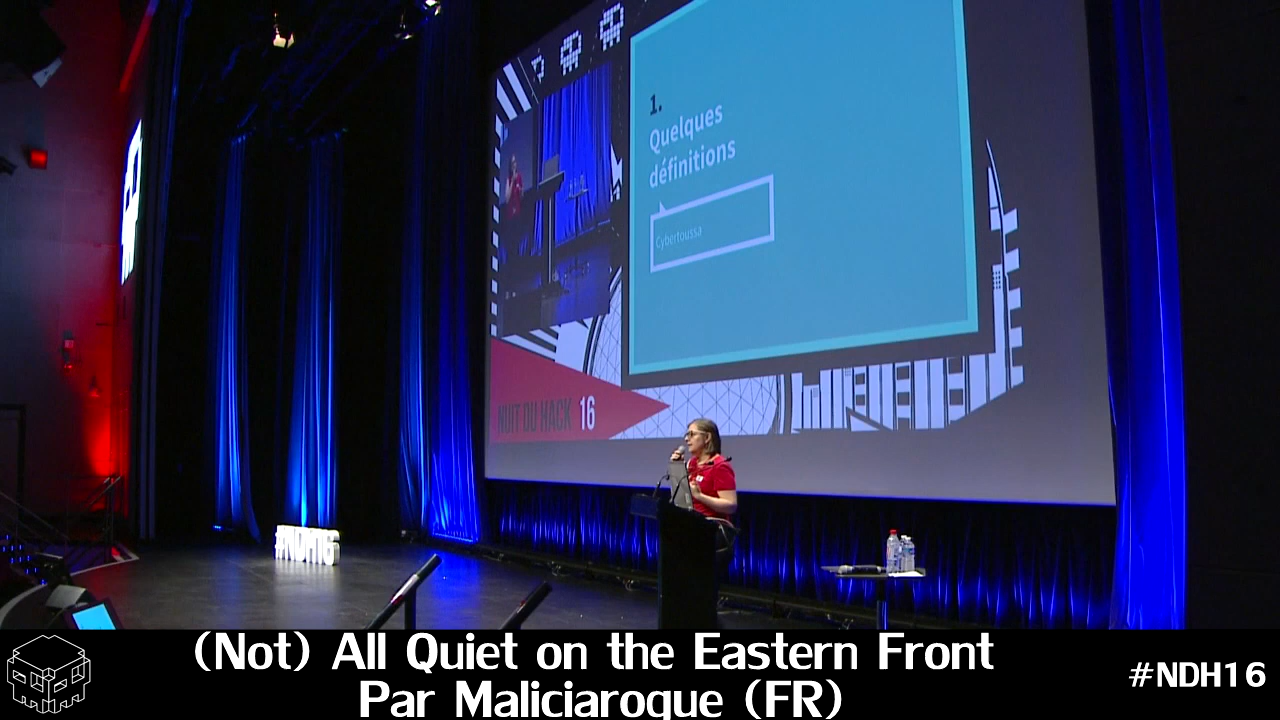 1.
Quelques
définitions
Cybertoussa
NUIT DU HACK 16
#NDH16
(Not) All Quiet on the Eastern Front
Par Maliciarogue (FR)
#NDH16